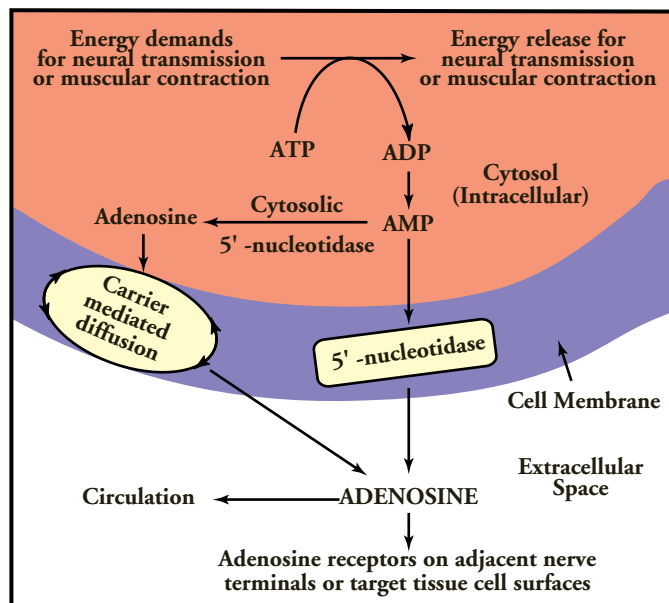 Energy demands
for neural transmission
or muscular contraction
Energy release for
neural transmission
or muscular contraction
ATP
ADP
Cytosol
(Intracellular)
Adenosine
Cytosolic
5' -nucleotidase
AMP
Carrier
mediated
diffusion
5' -nucleotidase
Cell Membrane
Extracellular
Space
Circulation
ADENOSINE
Adenosine receptors on adjacent nerve
terminals or target tissue cell surfaces